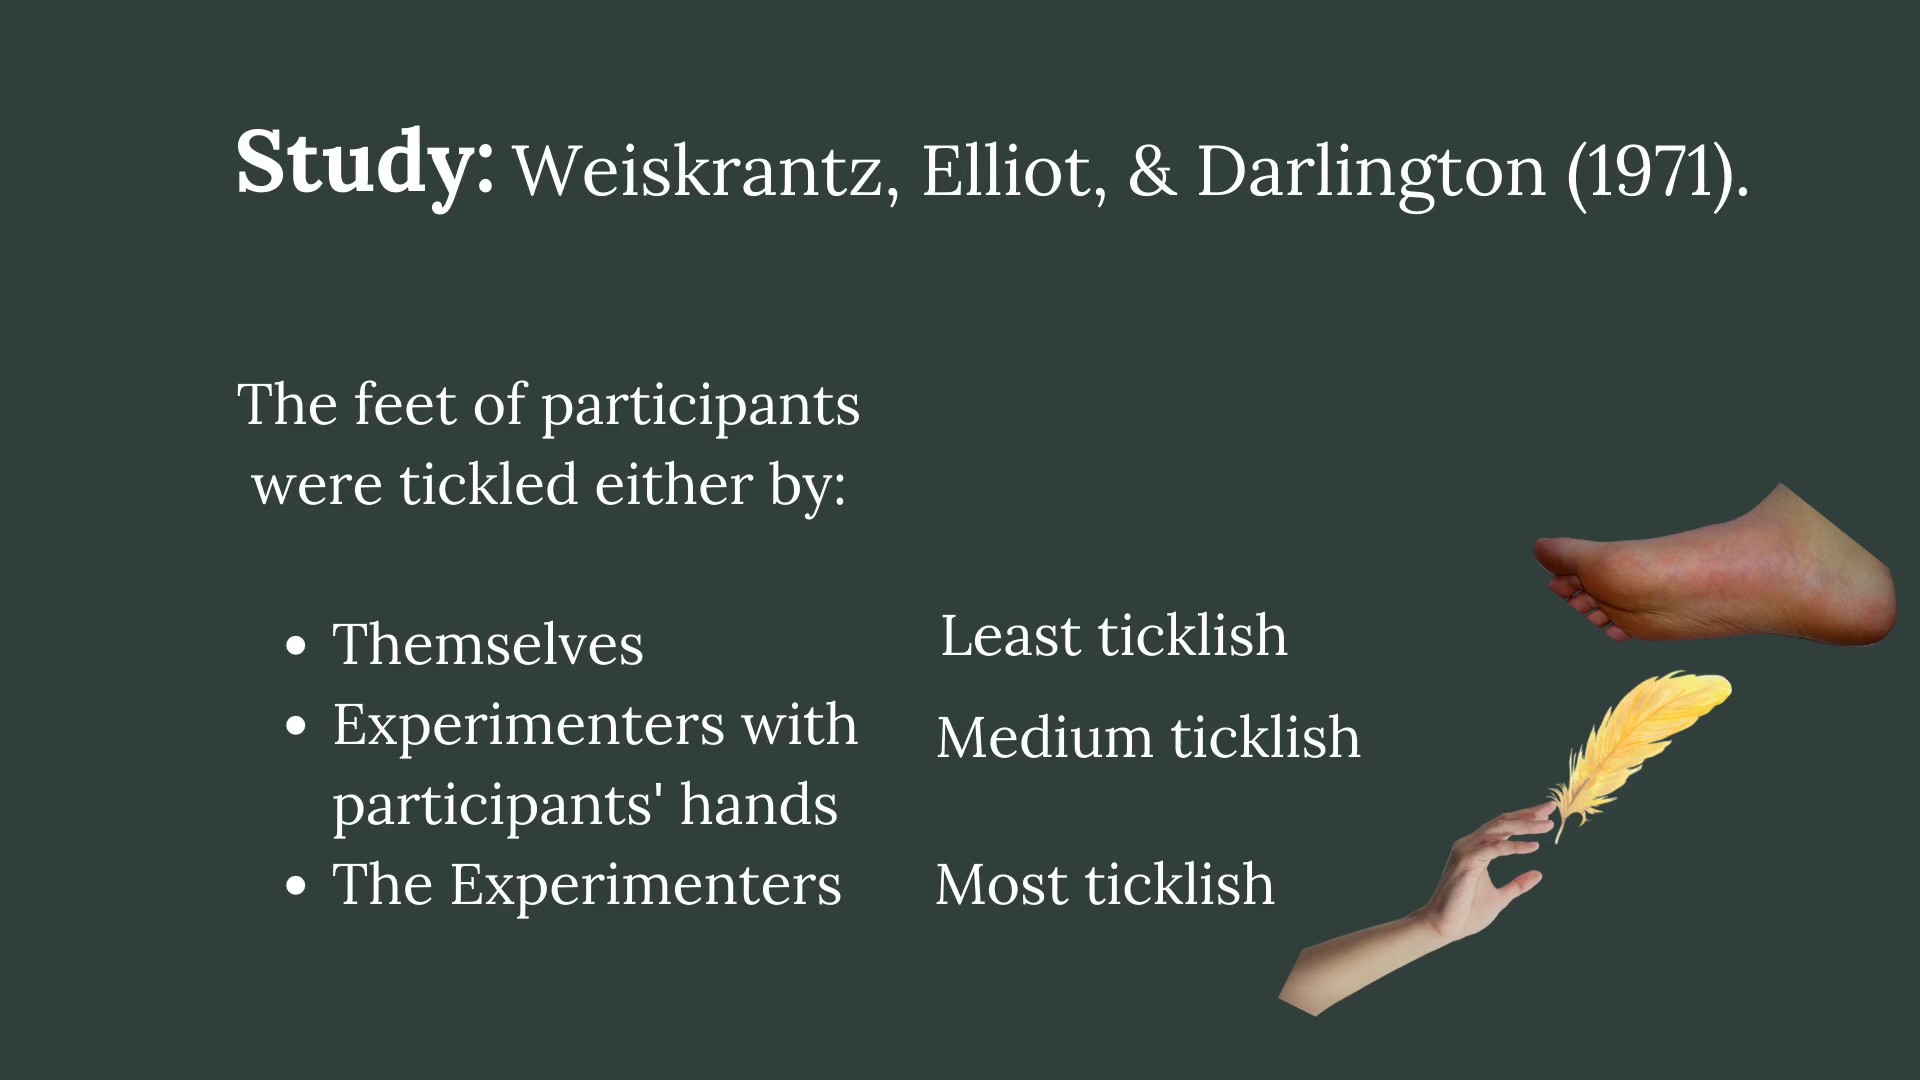 Study: Weiskrantz, Elliot, & Darlington (1971).
The feet of participants
were tickled either by:
• Themselves
Least ticklish
• Experimenters with
participants' hands
Medium ticklish
• The Experimenters
Most ticklish